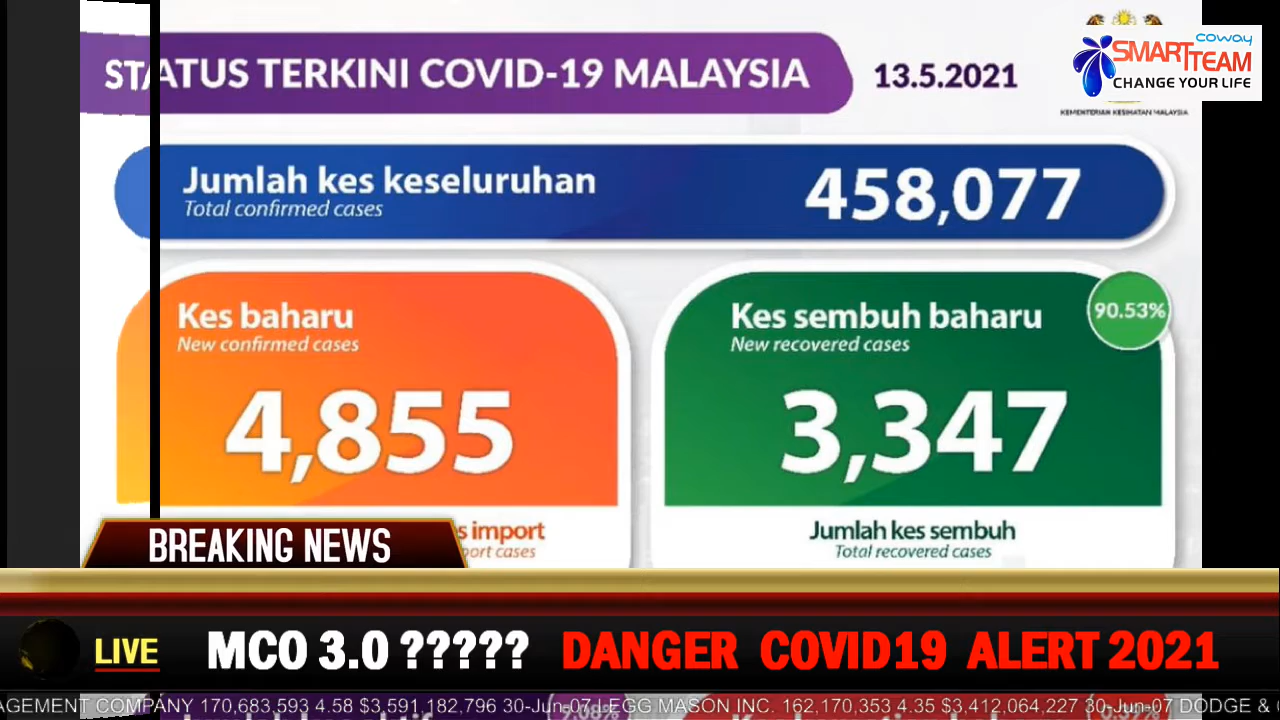 STATUS TERKINI COVID-19 MALAYSIA
13.5.2021
coway
SMART TEAM
CHANGE YOUR LIFE
KEMENTERIAN KESIHATAN MALAYSIA
Jumlah kes keseluruhan
Total confirmed cases
458,077
Kes baharu
New confirmed cases
4,855
Kes sembuh baharu
New recovered cases
90.53%
3,347
s import
port cases
Jumlah kes sembuh
Total recovered cases
BREAKING NEWS
LIVE
MCO 3.0 ????? DANGER COVID19 ALERT 2021
AGEMENT COMPANY 170,683,593 4.58 $3,591,182,796 30-Jun-07 LEGG MASON INC. 162,170,353 4.35 $3,412,064,227 30-Jun-07 DODGE &